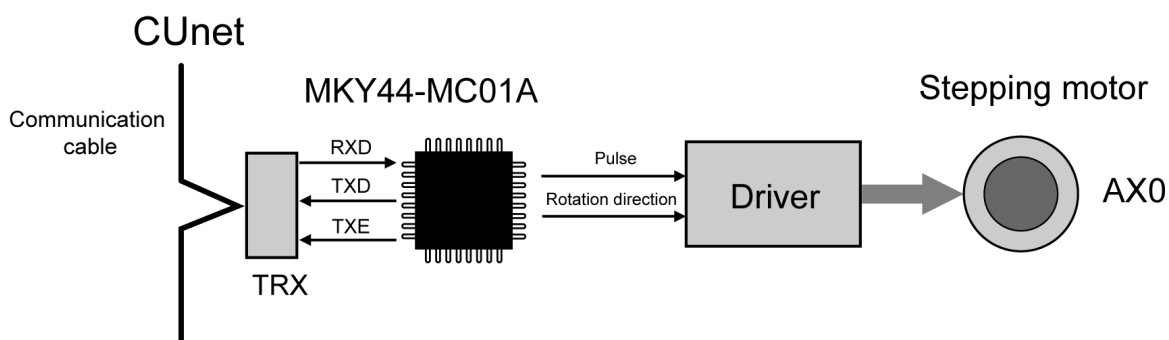 CUnet
Communication
cable
MKY44-MC01A
Stepping motor
RXD
TXD
TXE
TRX
Pulse
Rotation direction
Driver
AX0